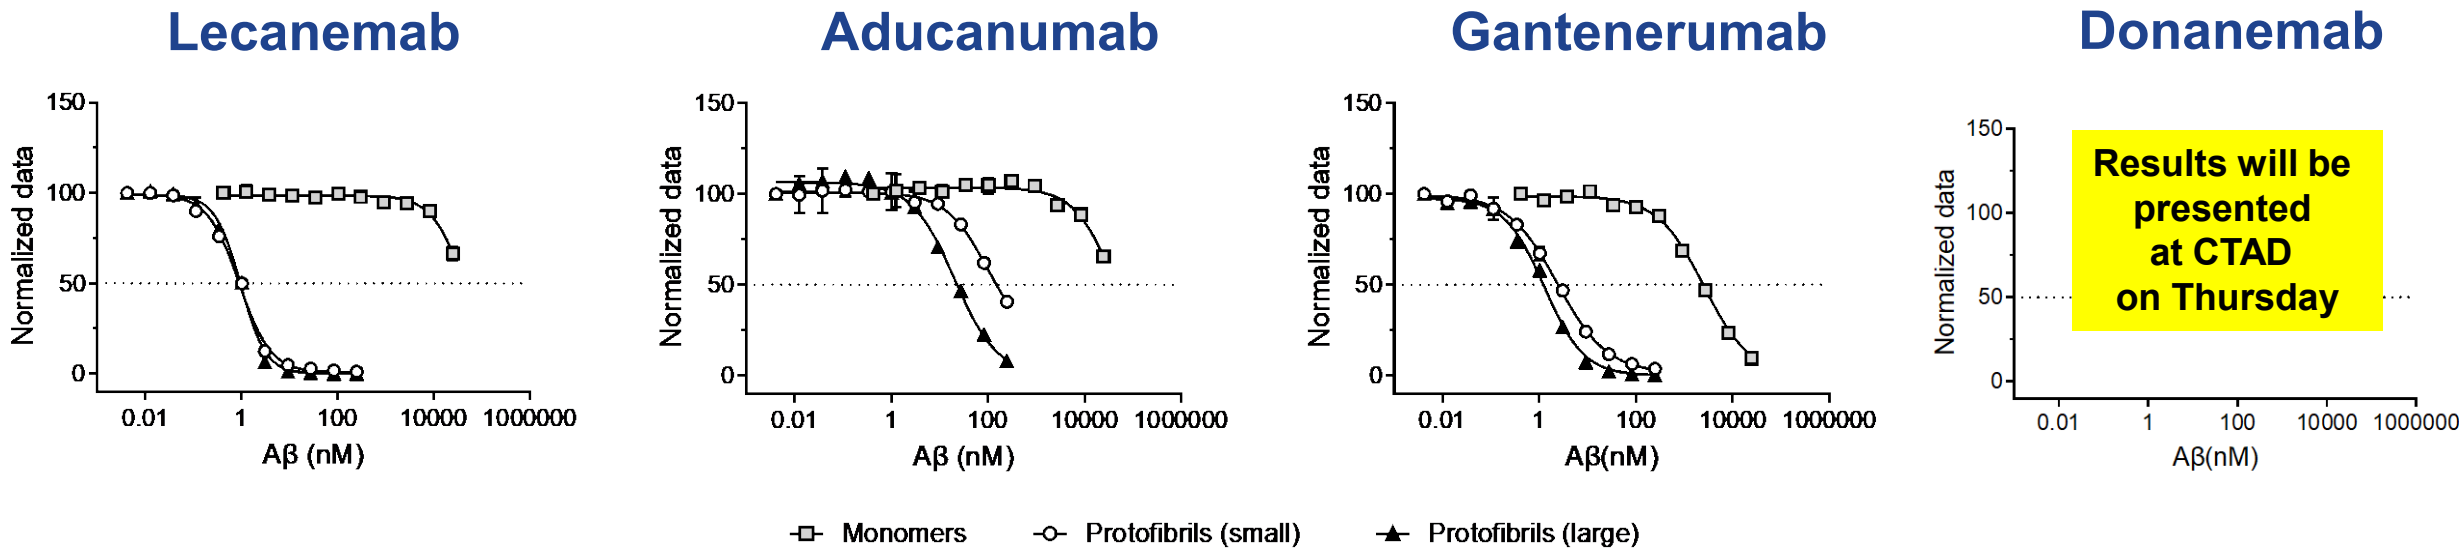 Lecanemab
150
100
50
0
Normalized data
0.01 1 100 10000 1000000
Aβ (nM)
Aducanumab
150
100
50
0
Normalized data
0.01 1 100 10000 1000000
Aβ (nM)
Gantenerumab
150
100
50
0
Normalized data
0.01 1 100 10000 1000000
Aβ(nM)
Donanemab
150
100
50
0
Normalized data
Results will be
presented
at CTAD
on Thursday
0.01 1 100 10000 1000000
Aβ(nM)
Monomers Protofibrils (small) Protofibrils (large)